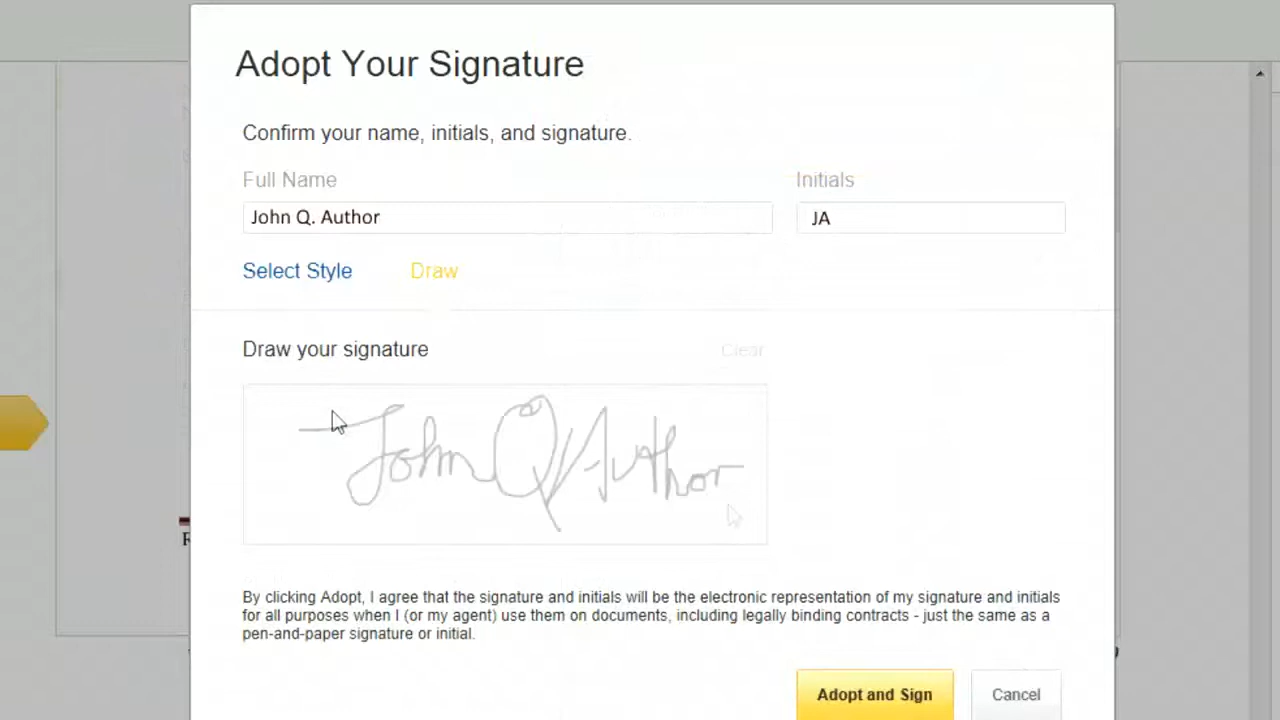 Adopt Your Signature
Confirm your name, initials, and signature.
Full Name Initials
John Q. Author JA
Select Style Draw
Draw your signature Clear
John Q Author
By clicking Adopt, I agree that the signature and initials will be the electronic representation of my signature and initials
for all purposes when I (or my agent) use them on documents, including legally binding contracts - just the same as a
pen-and-paper signature or initial.
Adopt and Sign Cancel